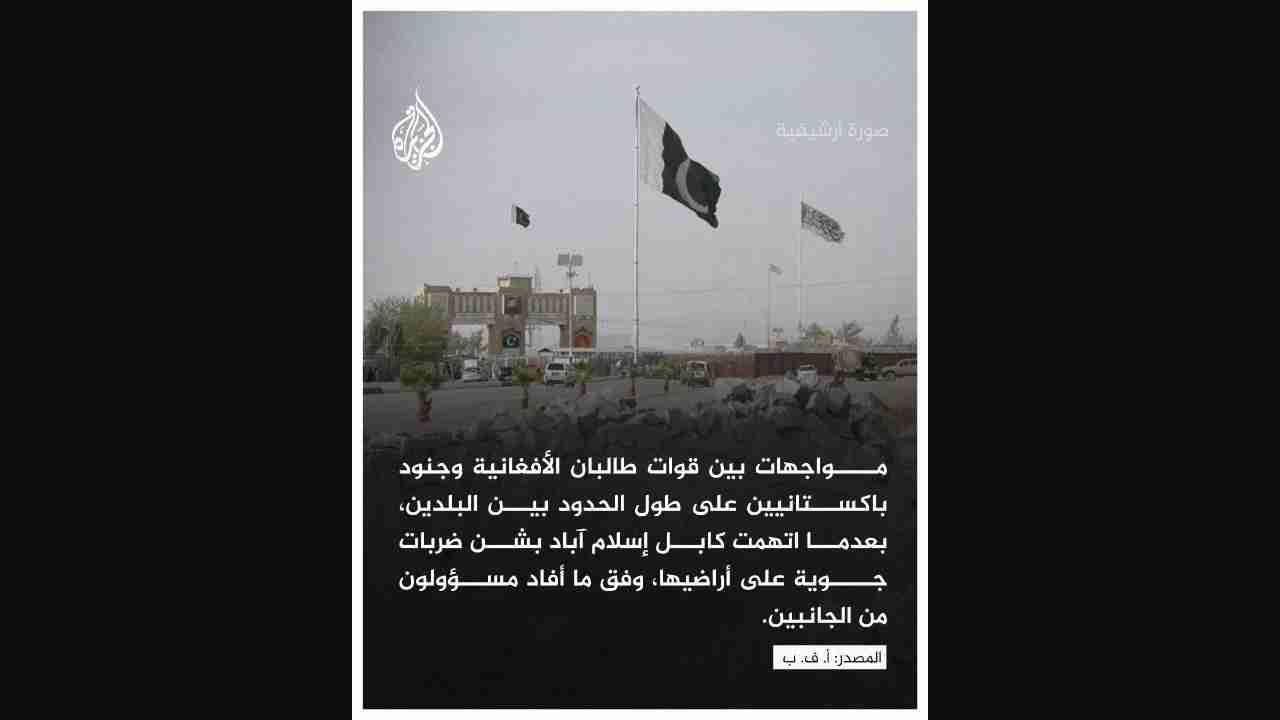 الجزيرة
صورة أرشيفية
مواجهات بين قوات طالبان الأفغانية وجنود
باكستانيين على طول الحدود بين البلدين،
بعدما اتهمت كابل إسلام آباد بشن ضربات
جوية على أراضيها، وفق ما أفاد مسؤولون
من الجانبين.
المصدر: أ. ف. ب